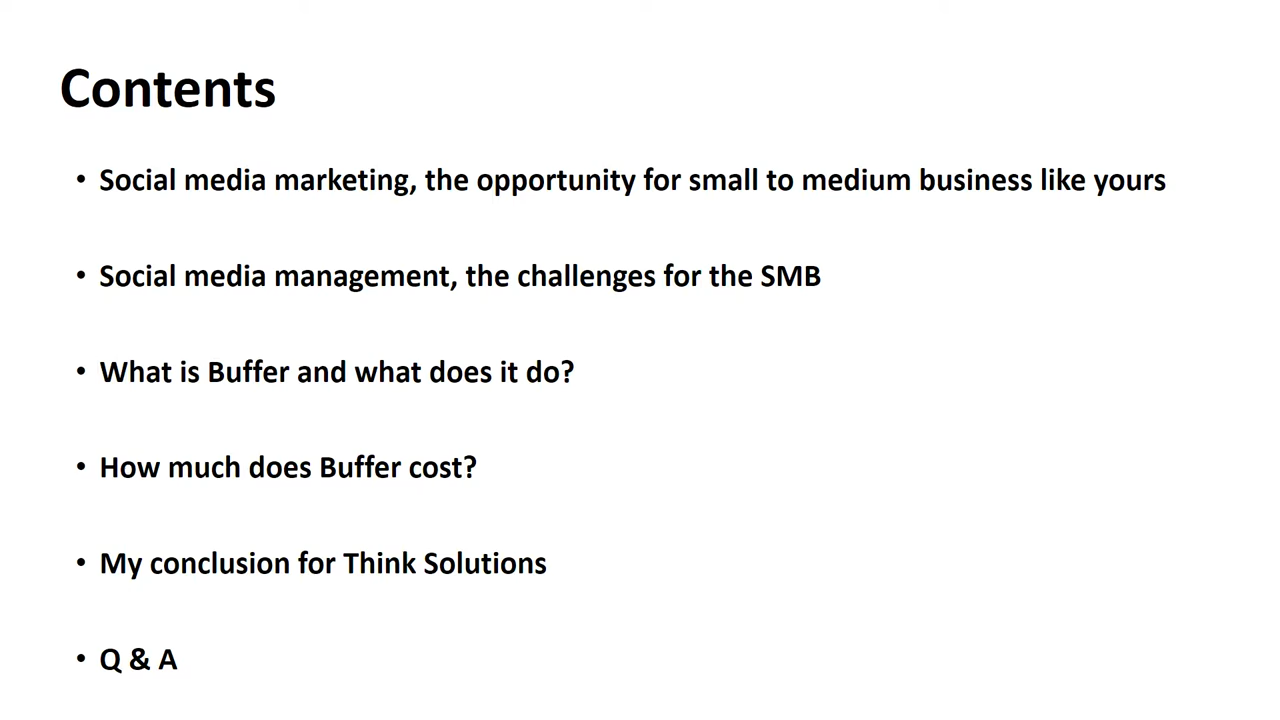 Contents
• Social media marketing, the opportunity for small to medium business like yours
• Social media management, the challenges for the SMB
• What is Buffer and what does it do?
• How much does Buffer cost?
• My conclusion for Think Solutions
• Q & A